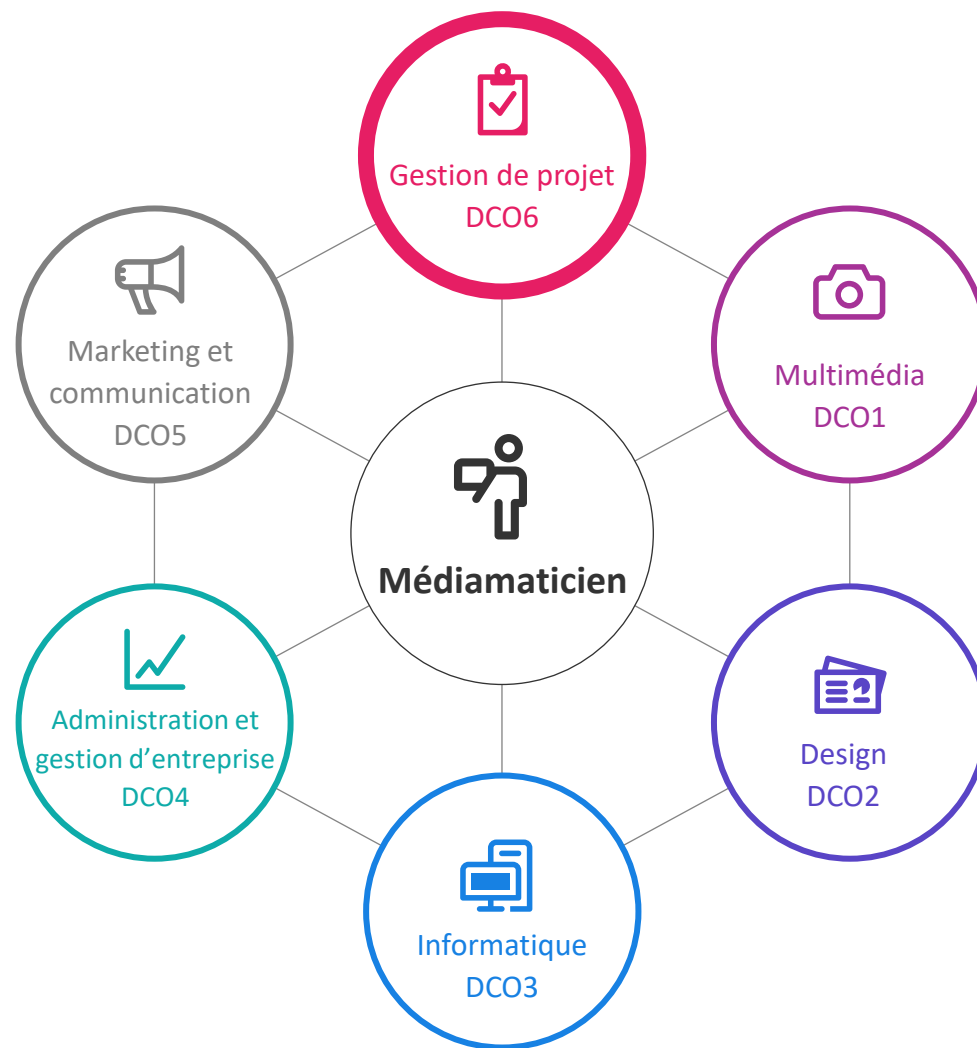 Gestion de projet
DCO6
Marketing et
communication
DCO5
Multimédia
DCO1
Médiamaticien
Administration et
gestion d’entreprise
DCO4
Design
DCO2
Informatique
DCO3